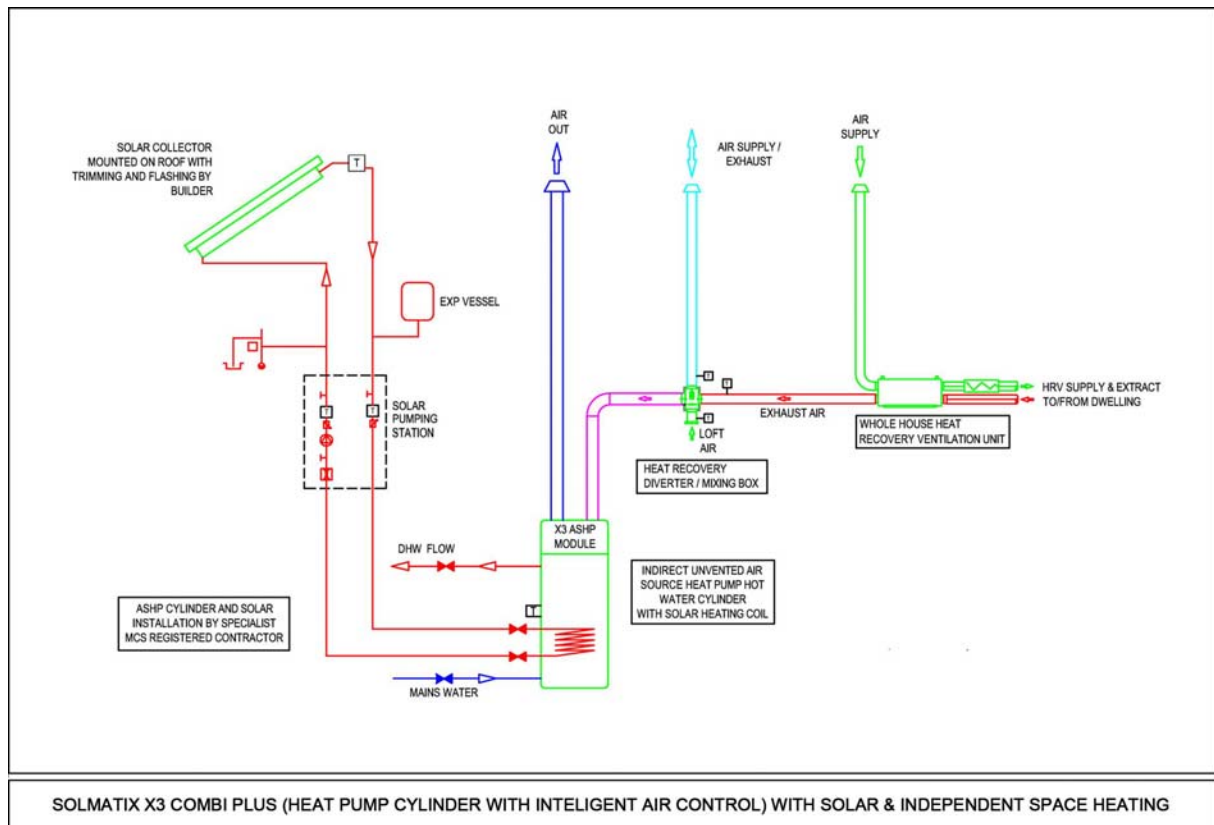 SOLAR COLLECTOR
MOUNTED ON ROOF WITH
TRIMMING AND FLASHING BY
BUILDER
T
AIR
OUT
AIR SUPPLY /
EXHAUST
AIR
SUPPLY
EXP VESSEL
SOLAR
PUMPING
STATION
T
T
T
T
T
EXHAUST AIR
LOFT
AIR
HRV SUPPLY & EXTRACT
TO/FROM DWELLING
WHOLE HOUSE HEAT
RECOVERY VENTILATION UNIT
HEAT RECOVERY
DIVERTER / MIXING BOX
X3 ASHP
MODULE
DHW FLOW
T
INDIRECT UNVENTED AIR
SOURCE HEAT PUMP HOT
WATER CYLINDER
WITH SOLAR HEATING COIL
ASHP CYLINDER AND SOLAR
INSTALLATION BY SPECIALIST
MCS REGISTERED CONTRACTOR
MAINS WATER
SOLMATIX X3 COMBI PLUS (HEAT PUMP CYLINDER WITH INTELIGENT AIR CONTROL) WITH SOLAR & INDEPENDENT SPACE HEATING